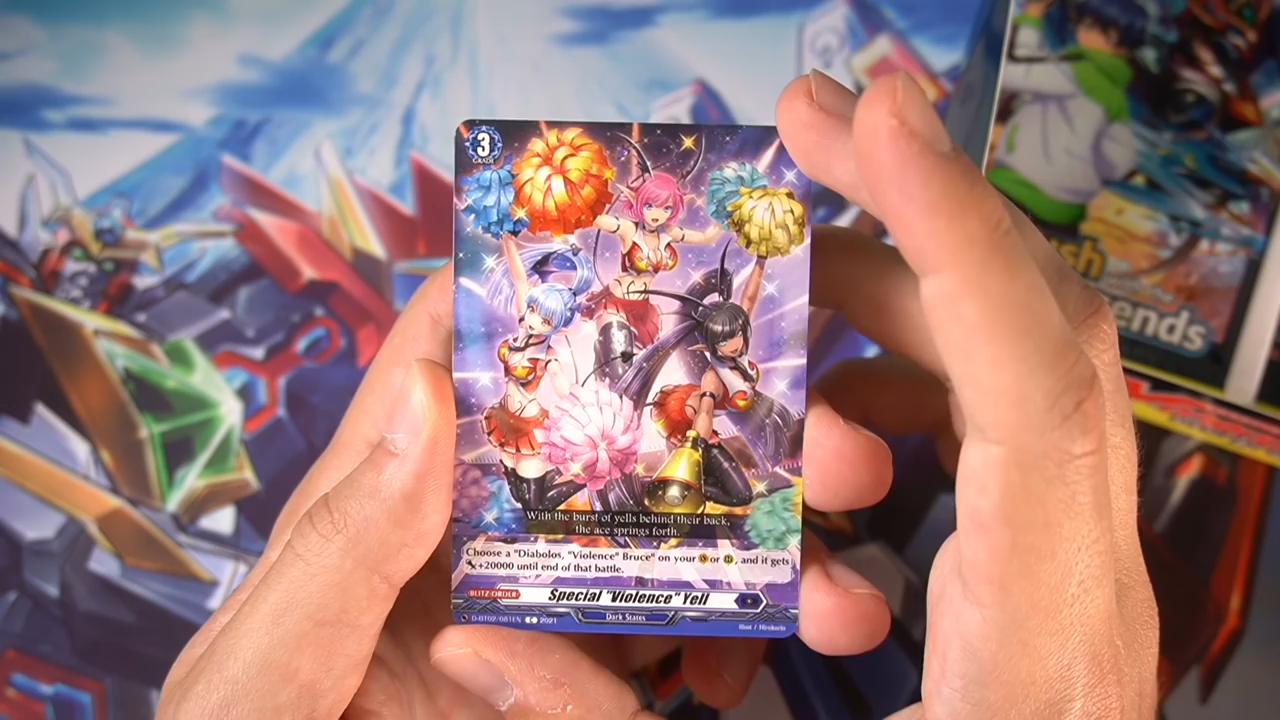 3
GRADE
With the burst of yells behind their back,
the ace springs forth.
Choose a "Diabolos, "Violence" Bruce" on your or , and it gets
+20000 until end of that battle.
BLITZ ORDER
Special "Violence" Yell
Dark States
D-BT02/081EN C 2021
Illust / Hirokorin
ends